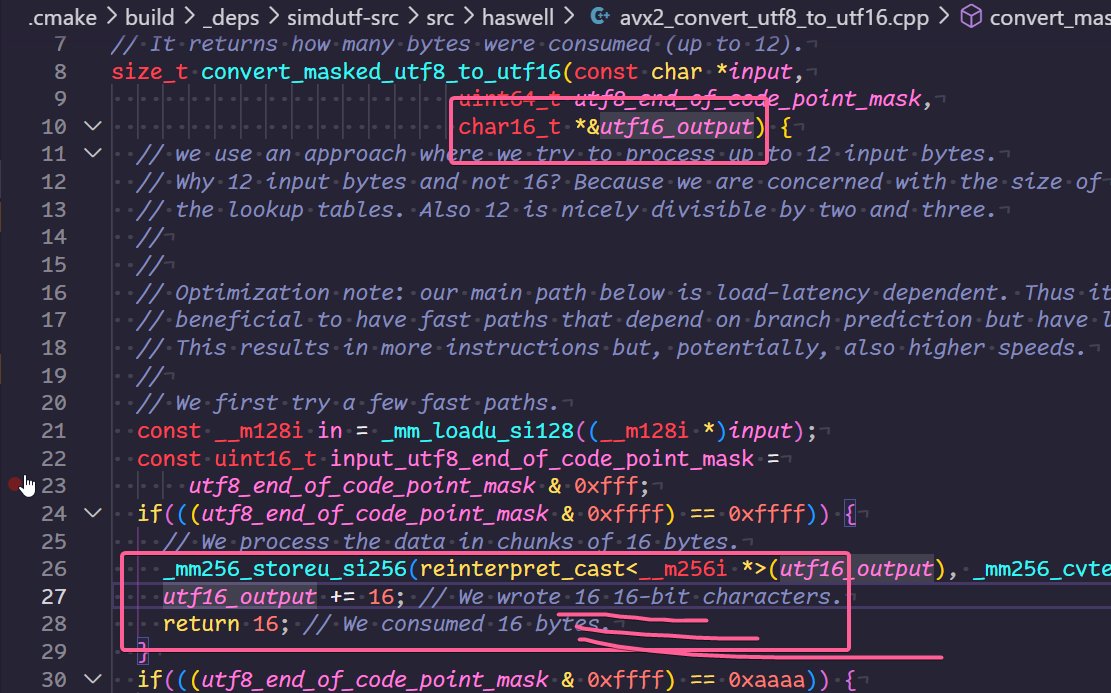 .cmake > build > _deps > simdutf-src > src > haswell > avx2_convert_utf8_to_utf16.cpp > convert_mas
7 // It returns how many bytes were consumed (up to 12).
8 size_t convert_masked_utf8_to_utf16(const char *input,
9 uint64_t utf8_end_of_code_point_mask,
10 char16_t *&utf16_output) {
11 // we use an approach where we try to process up to 12 input bytes.
12 // Why 12 input bytes and not 16? Because we are concerned with the size of
13 // the lookup tables. Also 12 is nicely divisible by two and three.
14 //
15 //
16 // Optimization note: our main path below is load-latency dependent. Thus it
17 // beneficial to have fast paths that depend on branch prediction but have l
18 // This results in more instructions but, potentially, also higher speeds.
19 //
20 // We first try a few fast paths.
21 const __m128i in = _mm_loadu_si128((__m128i *)input);
22 const uint16_t input_utf8_end_of_code_point_mask =
23 utf8_end_of_code_point_mask & 0xfff;
24 if(((utf8_end_of_code_point_mask & 0xffff) == 0xffff)) {
25 // We process the data in chunks of 16 bytes.
26 _mm256_storeu_si256(reinterpret_cast<__m256i *>(utf16_output), _mm256_cvte
27 utf16_output += 16; // We wrote 16 16-bit characters.
28 return 16; // We consumed 16 bytes.
29 }
30 if(((utf8_end_of_code_point_mask & 0xffff) == 0xaaaa)) {